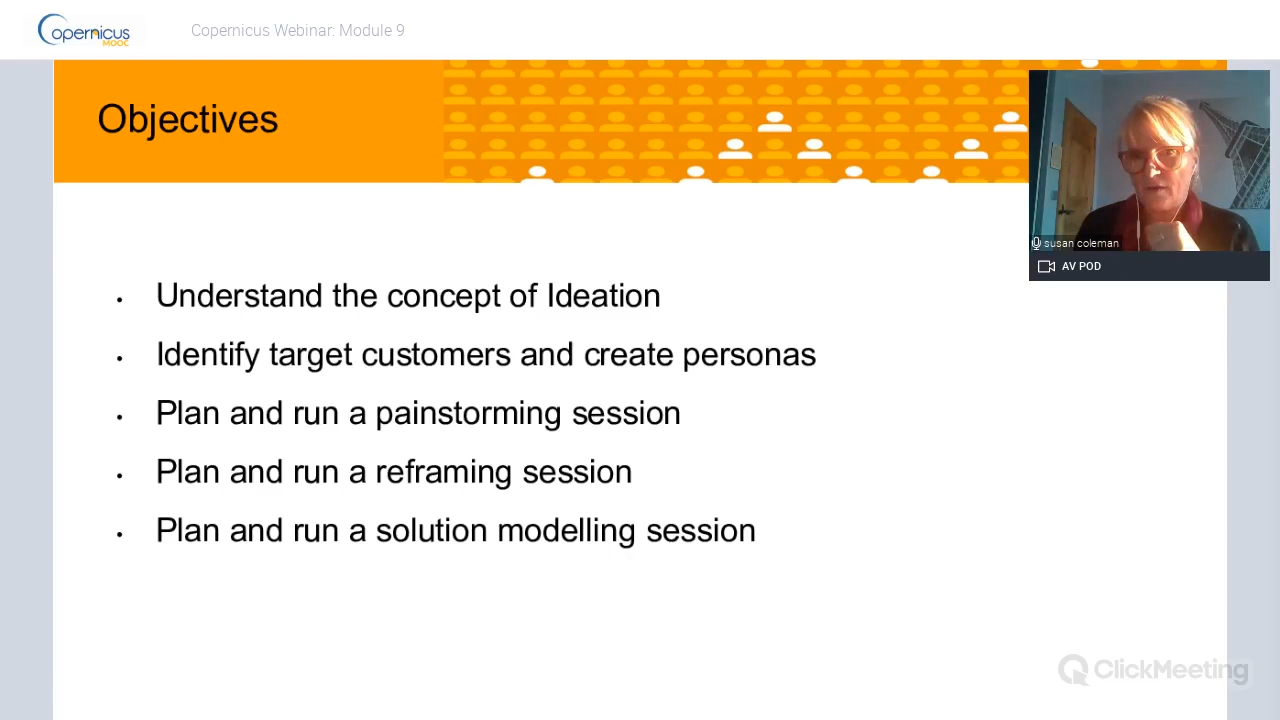 Copernicus
MOOC
Copernicus Webinar: Module 9
Objectives
susan coleman
AV POD
• Understand the concept of Ideation
• Identify target customers and create personas
• Plan and run a painstorming session
• Plan and run a reframing session
• Plan and run a solution modelling session
ClickMeeting